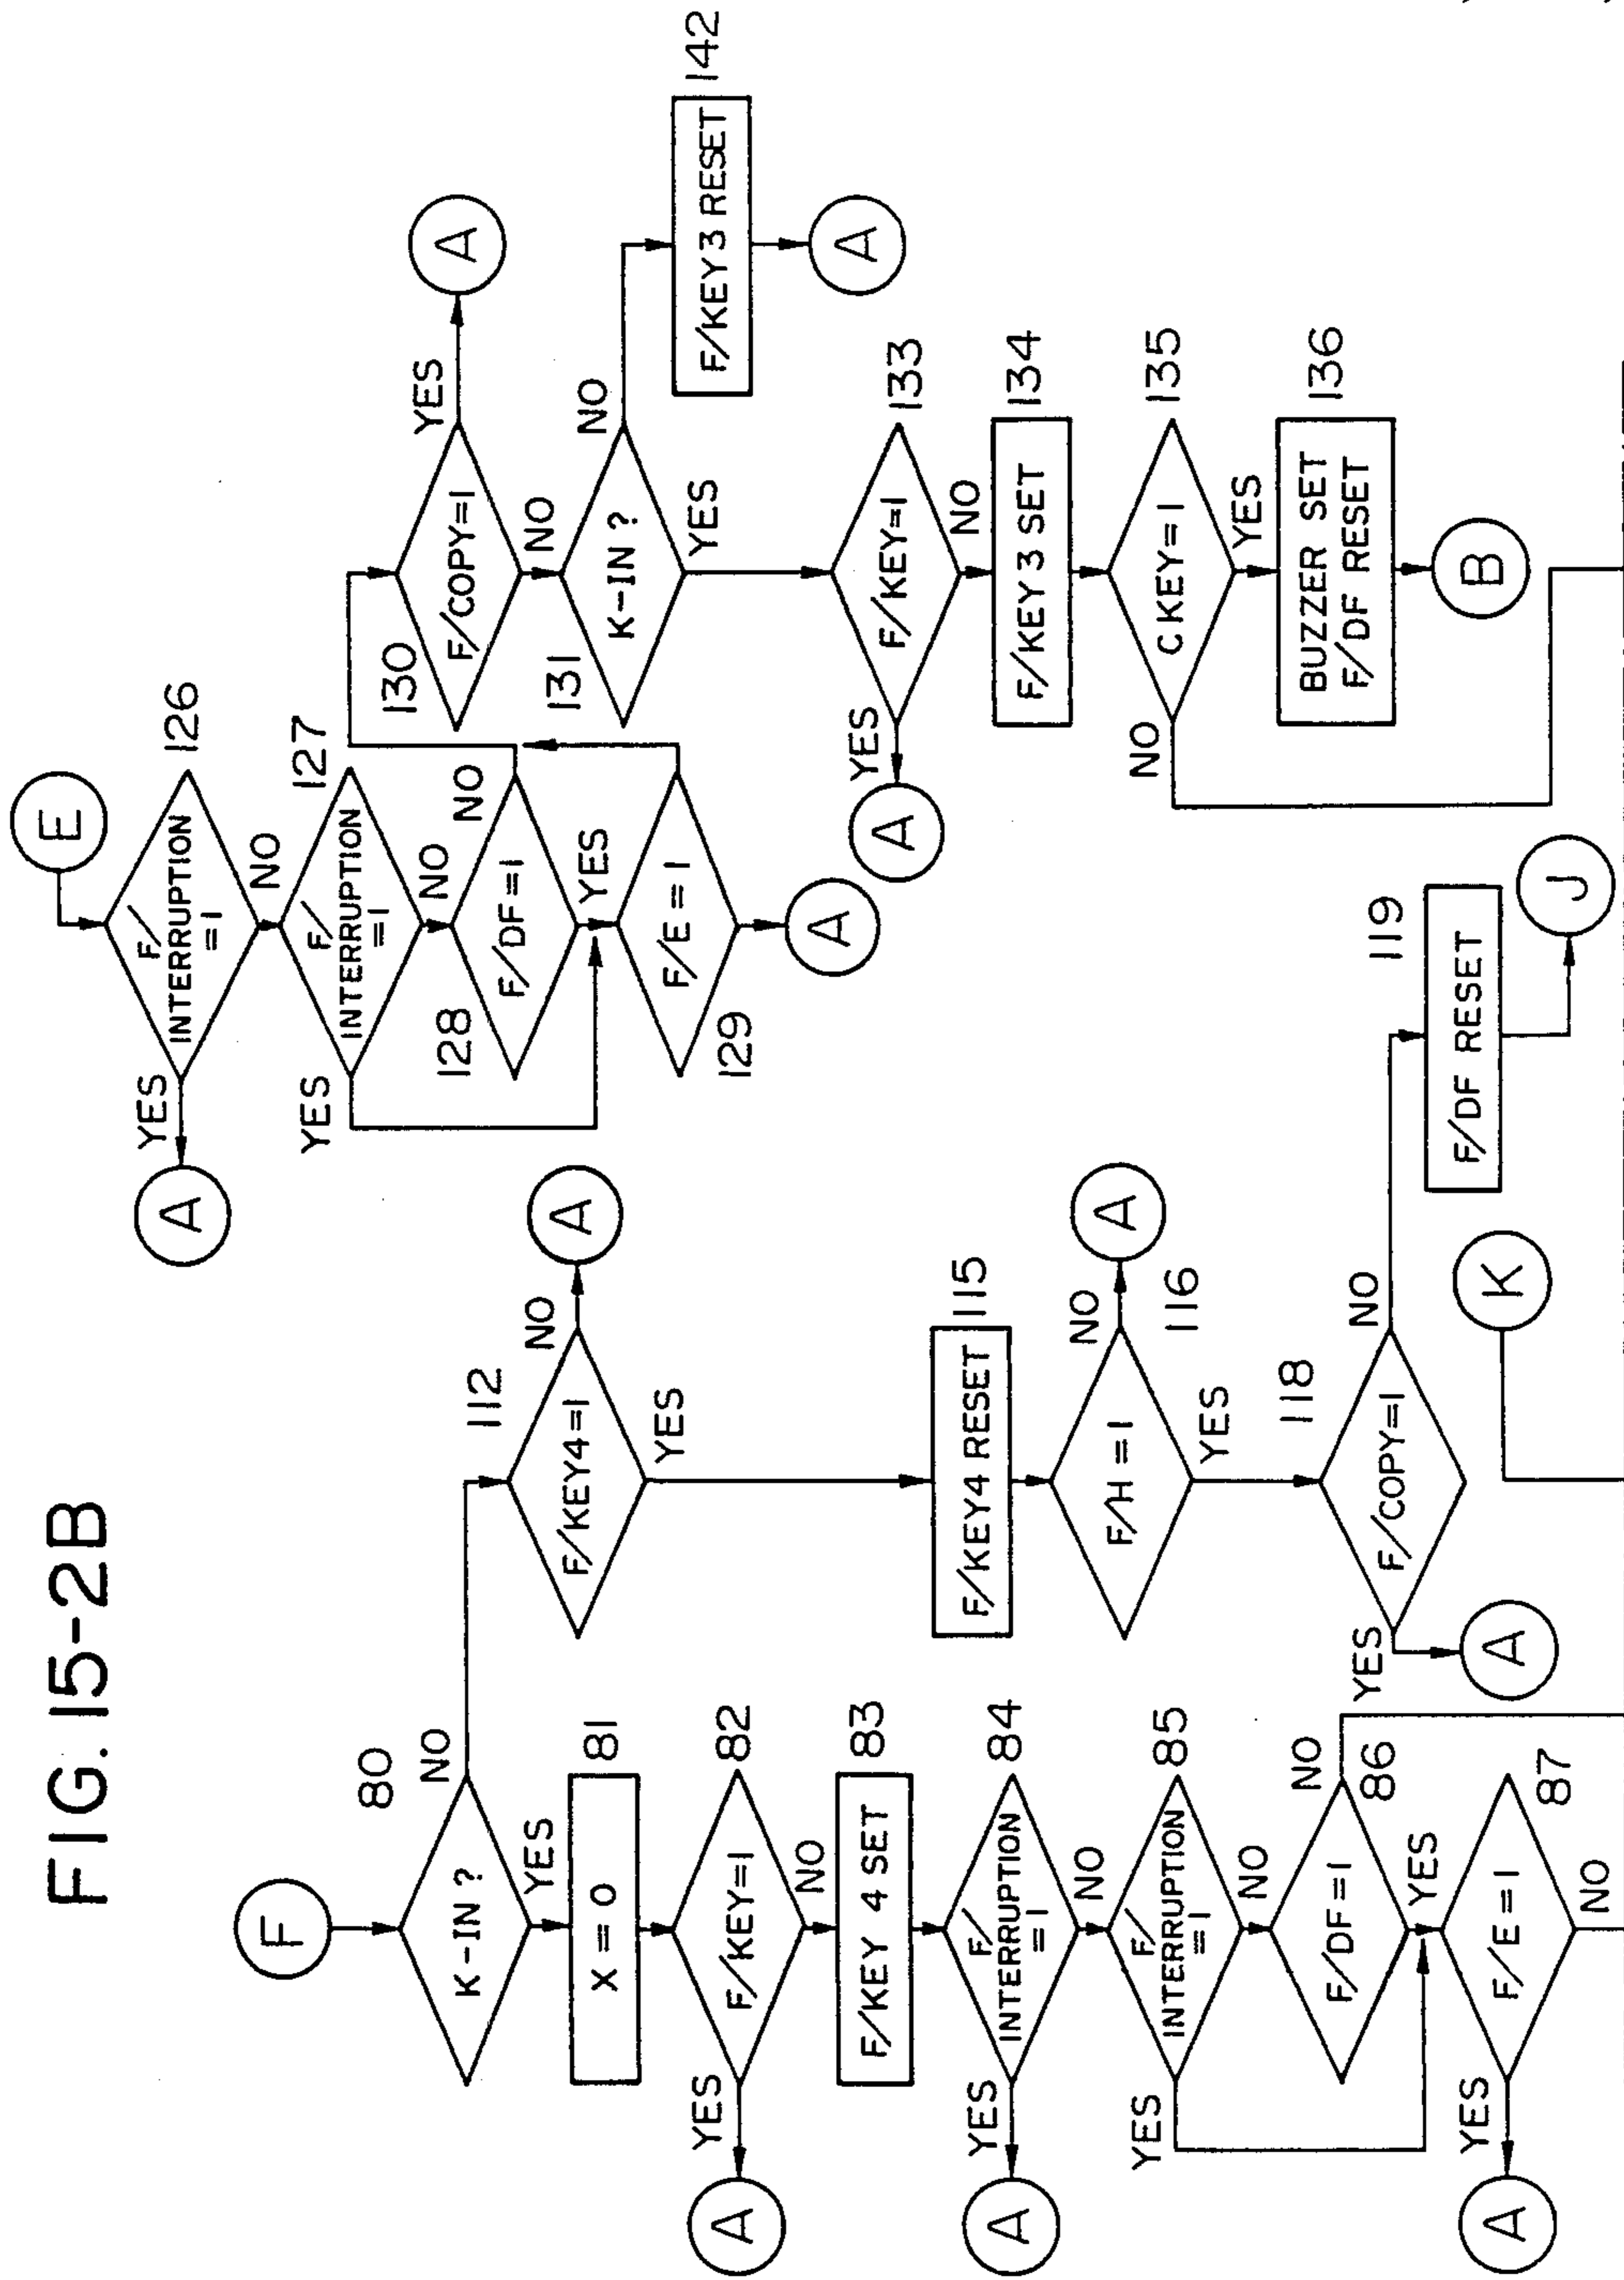 FIG. 15-2B
F
80
K-IN ?
NO
YES
81
X = 0
82
F/KEY=1
YES
A
NO
83
F/KEY 4 SET
84
F/
INTERRUPTION
=1
YES
A
NO
85
F/
INTERRUPTION
=1
YES
NO
86
F/DF=1
NO
YES
87
F/E = 1
YES
A
NO
112
F/KEY4=1
NO
A
YES
115
F/KEY4 RESET
116
F/H = 1
NO
A
YES
118
F/COPY=1
YES
A
NO
119
F/DF RESET
J
K
E
126
F/
INTERRUPTION
=1
YES
A
NO
127
F/
INTERRUPTION
=1
YES
NO
128
F/DF=1
NO
YES
129
F/E = 1
A
130
F/COPY=1
YES
A
NO
131
K-IN ?
NO
142
F/KEY3 RESET
A
YES
133
F/KEY=1
YES
A
NO
134
F/KEY3 SET
135
C KEY=1
NO
YES
136
BUZZER SET
F/DF RESET
B